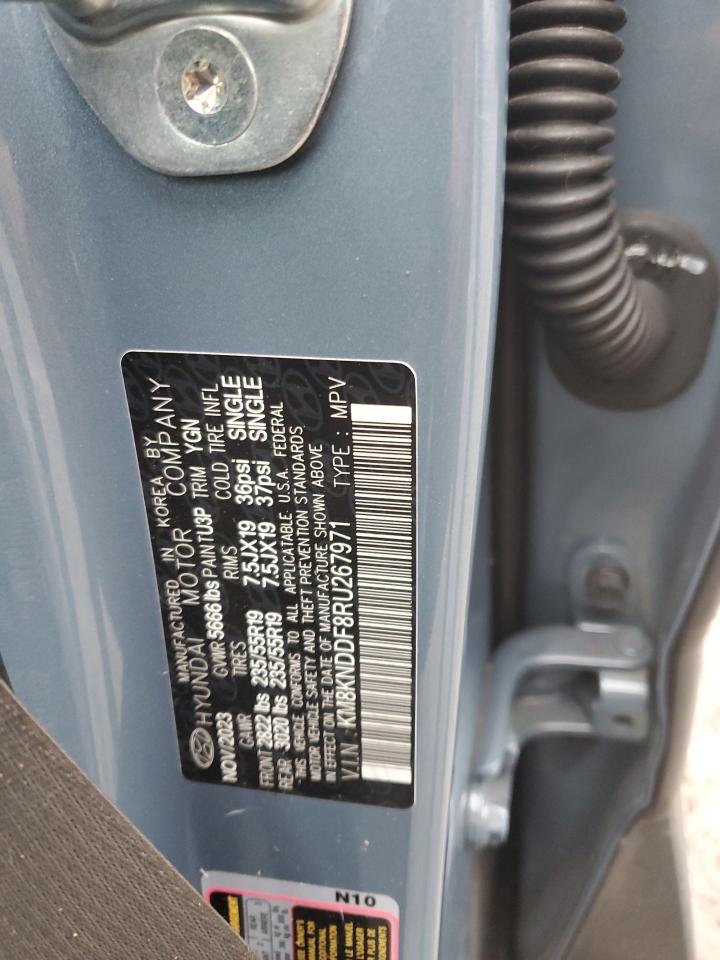 MANUFACTURED IN KOREA BY
HYUNDAI MOTOR COMPANY
NOV/2023 GVWR 5866 lbs PAINT U3P TRIM YGN
GAWR TIRES RIMS COLD TIRE INFL
FRONT 2822 lbs 235/55R19 7.5JX19 36psi SINGLE
REAR 3020 lbs 235/55R19 7.5JX19 37psi SINGLE
THIS VEHICLE CONFORMS TO ALL APPLICABLE U.S.A. FEDERAL
MOTOR VEHICLE SAFETY AND THEFT PREVENTION STANDARDS
IN EFFECT ON THE DATE OF MANUFACTURE SHOWN ABOVE
V.I.N : KM8KNDDF8RU267971 TYPE : MPV
N10